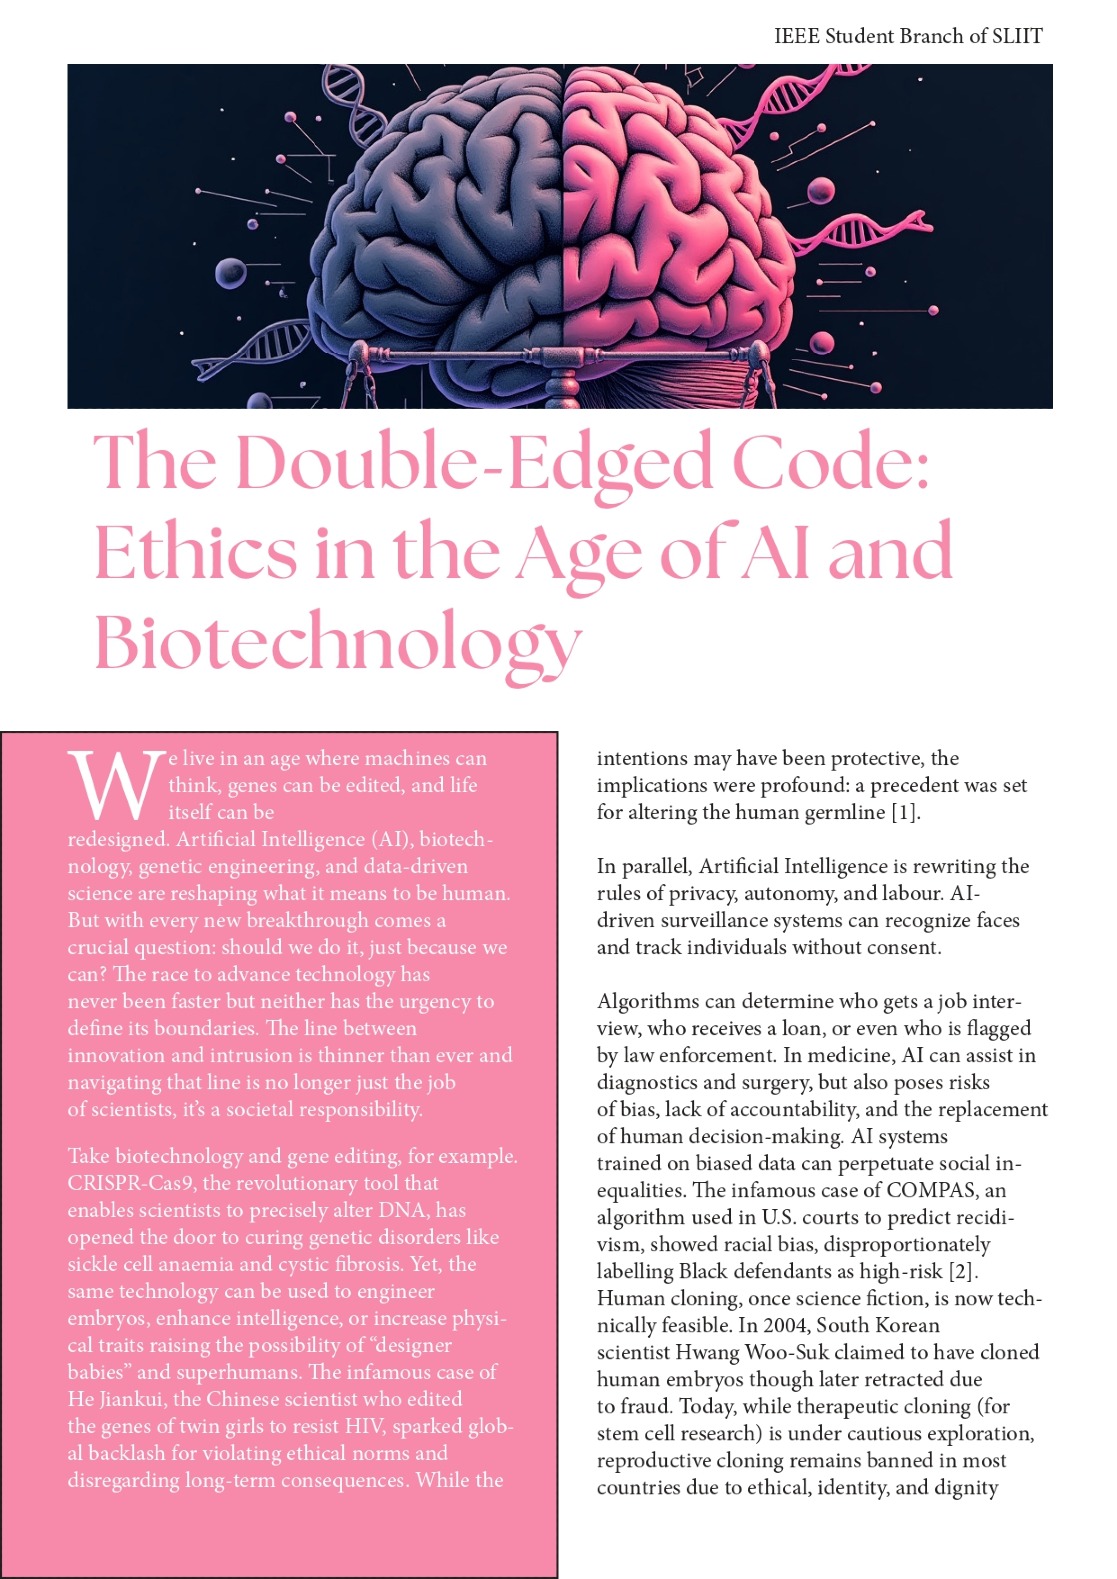 IEEE Student Branch of SLIIT
The Double-Edged Code:
Ethics in the Age of AI and
Biotechnology
We live in an age where machines can
think, genes can be edited, and life
itself can be
redesigned. Artificial Intelligence (AI), biotech-
nology, genetic engineering, and data-driven
science are reshaping what it means to be human.
But with every new breakthrough comes a
crucial question: should we do it, just because we
can? The race to advance technology has
never been faster but neither has the urgency to
define its boundaries. The line between
innovation and intrusion is thinner than ever and
navigating that line is no longer just the job
of scientists, it’s a societal responsibility.
Take biotechnology and gene editing, for example.
CRISPR-Cas9, the revolutionary tool that
enables scientists to precisely alter DNA, has
opened the door to curing genetic disorders like
sickle cell anaemia and cystic fibrosis. Yet, the
same technology can be used to engineer
embryos, enhance intelligence, or increase physi-
cal traits raising the possibility of “designer
babies” and superhumans. The infamous case of
He Jiankui, the Chinese scientist who edited
the genes of twin girls to resist HIV, sparked glob-
al backlash for violating ethical norms and
disregarding long-term consequences. While the
intentions may have been protective, the
implications were profound: a precedent was set
for altering the human germline [1].
In parallel, Artificial Intelligence is rewriting the
rules of privacy, autonomy, and labour. AI-
driven surveillance systems can recognize faces
and track individuals without consent.
Algorithms can determine who gets a job inter-
view, who receives a loan, or even who is flagged
by law enforcement. In medicine, AI can assist in
diagnostics and surgery, but also poses risks
of bias, lack of accountability, and the replacement
of human decision-making. AI systems
trained on biased data can perpetuate social in-
equalities. The infamous case of COMPAS, an
algorithm used in U.S. courts to predict recidi-
vism, showed racial bias, disproportionately
labelling Black defendants as high-risk [2].
Human cloning, once science fiction, is now tech-
nically feasible. In 2004, South Korean
scientist Hwang Woo-Suk claimed to have cloned
human embryos though later retracted due
to fraud. Today, while therapeutic cloning (for
stem cell research) is under cautious exploration,
reproductive cloning remains banned in most
countries due to ethical, identity, and dignity